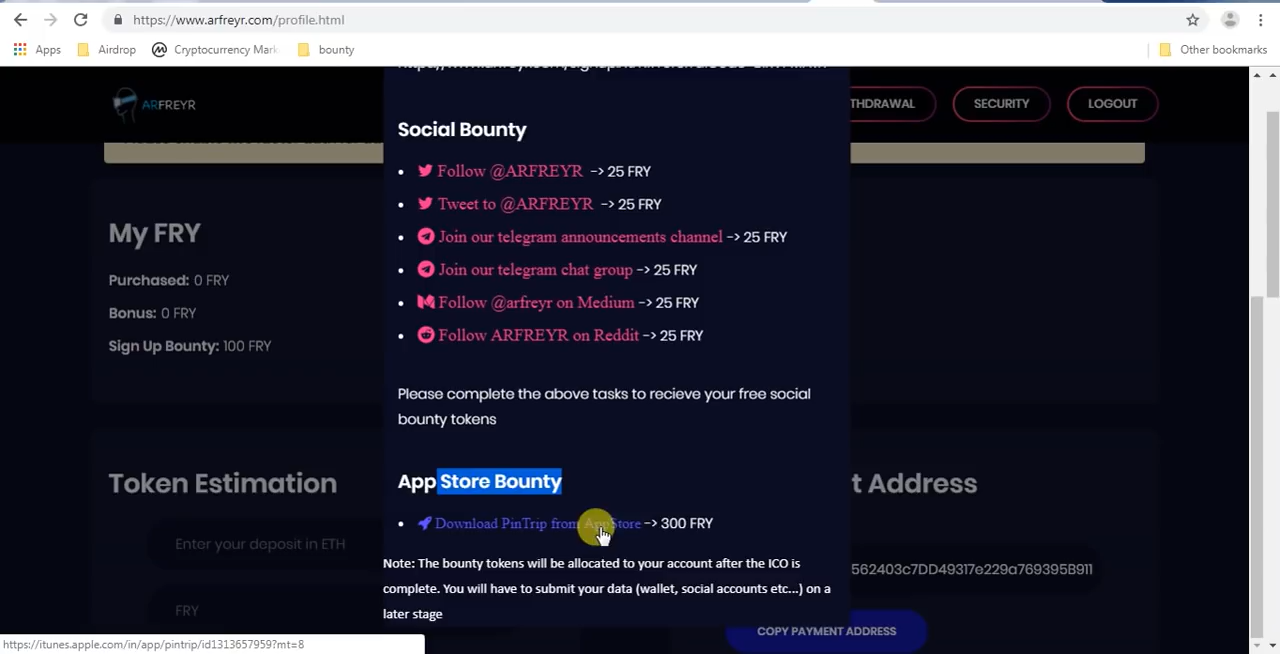 https://www.arfreyr.com/profile.html
Apps
Airdrop
Cryptocurrency Mark
bounty
Other bookmarks
ARFREYR
THDRAWAL
SECURITY
LOGOUT
Social Bounty
Follow @ARFREYR -> 25 FRY
Tweet to @ARFREYR -> 25 FRY
Join our telegram announcements channel -> 25 FRY
Join our telegram chat group -> 25 FRY
Follow @arfreyr on Medium -> 25 FRY
Follow ARFREYR on Reddit -> 25 FRY
Please complete the above tasks to recieve your free social
bounty tokens
App Store Bounty
Download PinTrip from AppStore -> 300 FRY
Note: The bounty tokens will be allocated to your account after the ICO is
complete. You will have to submit your data (wallet, social accounts etc...) on a
later stage
My FRY
Purchased: 0 FRY
Bonus: 0 FRY
Sign Up Bounty: 100 FRY
Token Estimation
Enter your deposit in ETH
FRY
t Address
562403c7DD49317e229a769395B911
COPY PAYMENT ADDRESS
https://itunes.apple.com/in/app/pintrip/id1313657959?mt=8